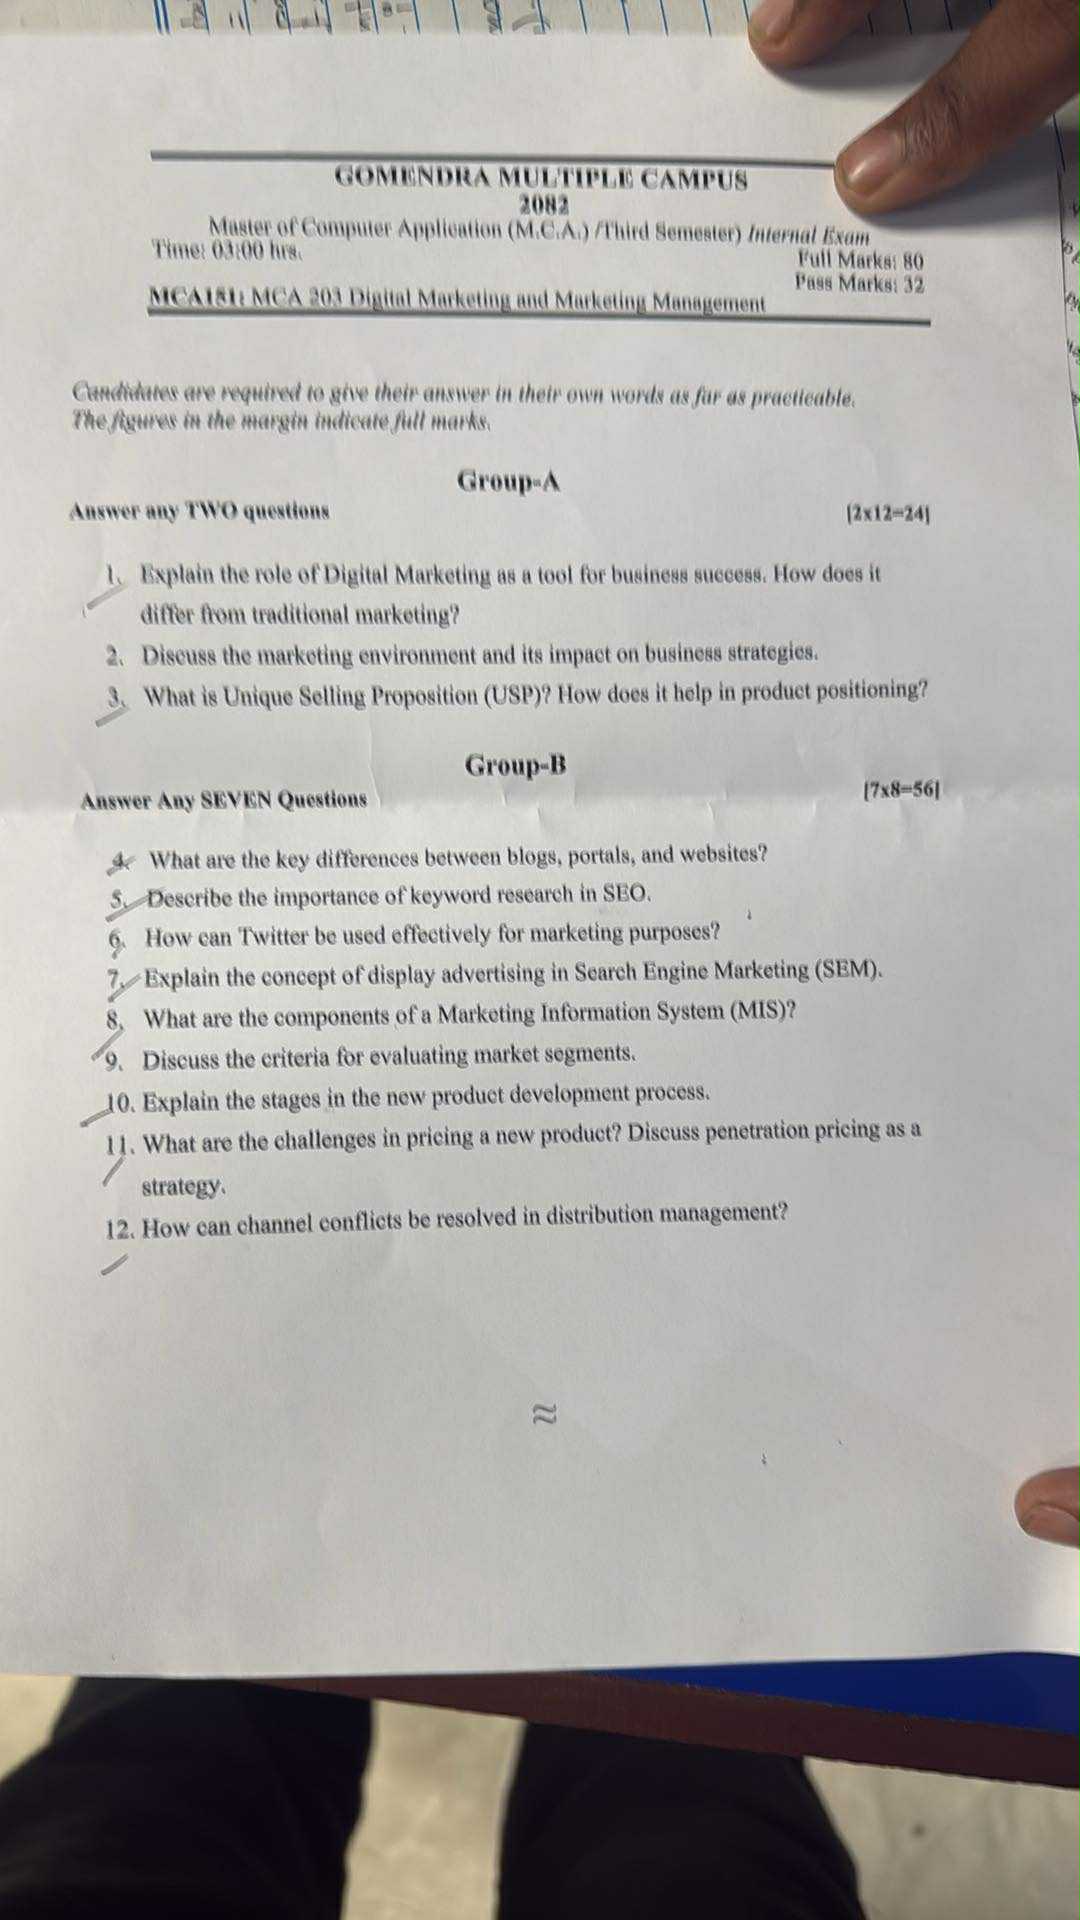 GOMENDRA MULTIPLE CAMPUS
2082
Master of Computer Application (M.C.A.) /Third Semester) Internal Exam
Time: 03:00 hrs.
Full Marks: 80
Pass Marks: 32
MCA181: MCA 203 Digital Marketing and Marketing Management
Candidates are required to give their answer in their own words as far as practicable.
The figures in the margin indicate full marks.
Group-A
Answer any TWO questions [2x12=24]
1. Explain the role of Digital Marketing as a tool for business success. How does it
differ from traditional marketing?
2. Discuss the marketing environment and its impact on business strategies.
3. What is Unique Selling Proposition (USP)? How does it help in product positioning?
Group-B
Answer Any SEVEN Questions [7x8=56]
4. What are the key differences between blogs, portals, and websites?
5. Describe the importance of keyword research in SEO.
6. How can Twitter be used effectively for marketing purposes?
7. Explain the concept of display advertising in Search Engine Marketing (SEM).
8. What are the components of a Marketing Information System (MIS)?
9. Discuss the criteria for evaluating market segments.
10. Explain the stages in the new product development process.
11. What are the challenges in pricing a new product? Discuss penetration pricing as a
strategy.
12. How can channel conflicts be resolved in distribution management?